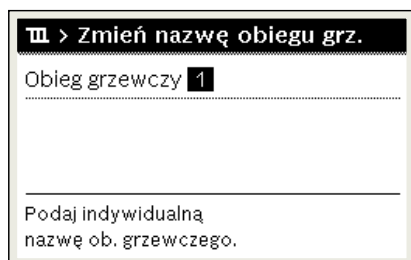 > Zmień nazwę obiegu grz.
Obieg grzewczy 1
Podaj indywidualną
nazwę ob. grzewczego.